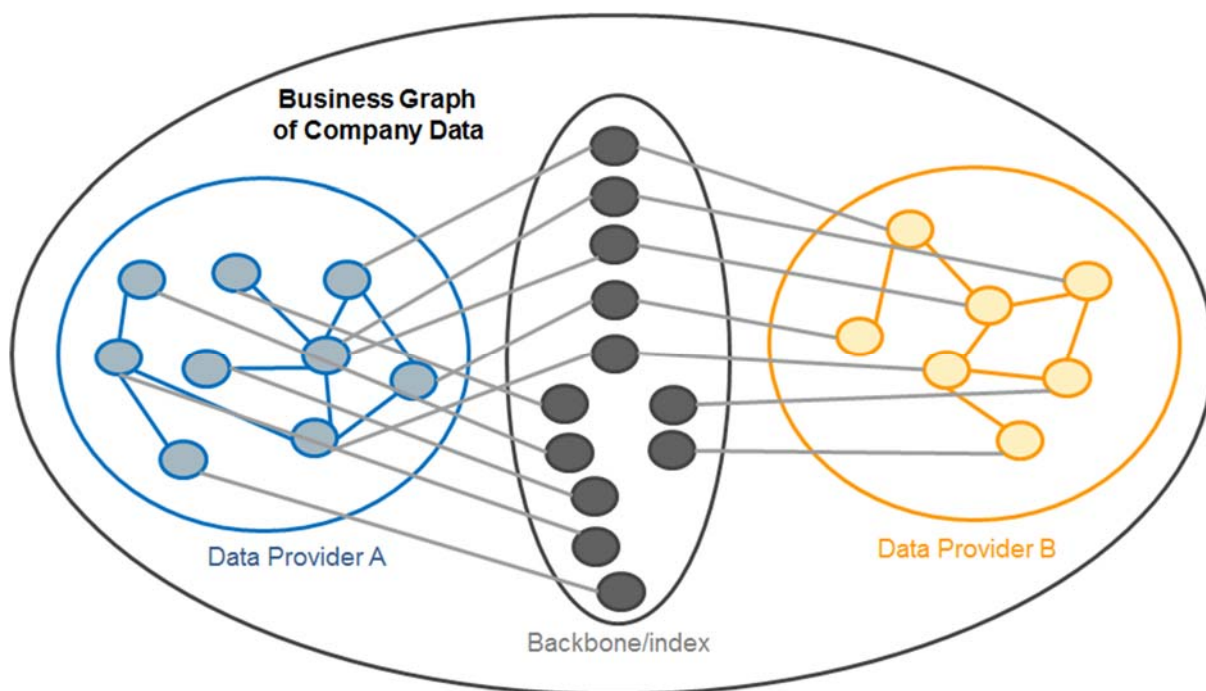 Business Graph
of Company Data
Data Provider A
Data Provider B
Backbone/index